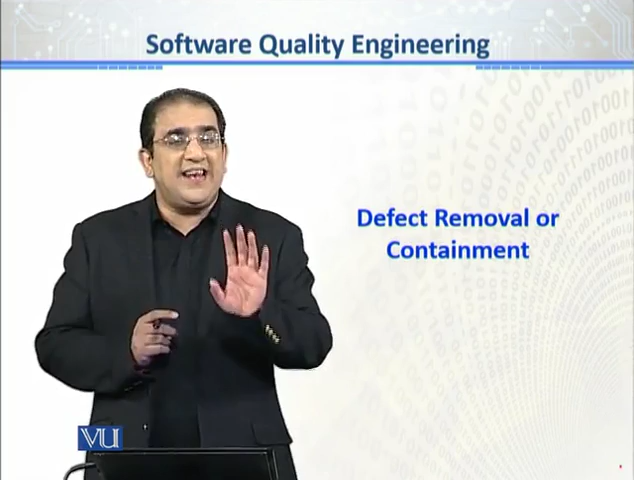 Software Quality Engineering
Defect Removal or
Containment
VU